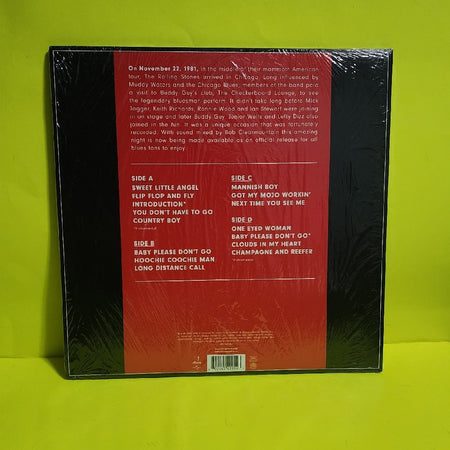 On November 22, 1981, in the middle of their mammoth American
tour, The Rolling Stones arrived in Chicago. Long influenced by
Muddy Waters and the Chicago Blues, members of the band paid
a visit to Buddy Guy's club, The Checkerboard Lounge, to see
the legendary bluesman perform. It didn't take long before Mick
Jagger, Keith Richards, Ronnie Wood and Ian Stewart were joining
in on stage and later Buddy Guy, Junior Wells and Lefty Dizz also
joined in the fun. It was a unique occasion that was fortunately
recorded. With sound mixed by Bob Clearmountain this amazing
night is now being made available as an official release for all
blues fans to enjoy.
SIDE A
SWEET LITTLE ANGEL
FLIP FLOP AND FLY
INTRODUCTION*
YOU DON'T HAVE TO GO
COUNTRY BOY
SIDE B
BABY PLEASE DON'T GO
HOOCHIE COOCHIE MAN
LONG DISTANCE CALL
SIDE C
MANNISH BOY
GOT MY MOJO WORKIN'
NEXT TIME YOU SEE ME
SIDE D
ONE EYED WOMAN
BABY PLEASE DON'T GO*
CLOUDS IN MY HEART
CHAMPAGNE AND REEFER